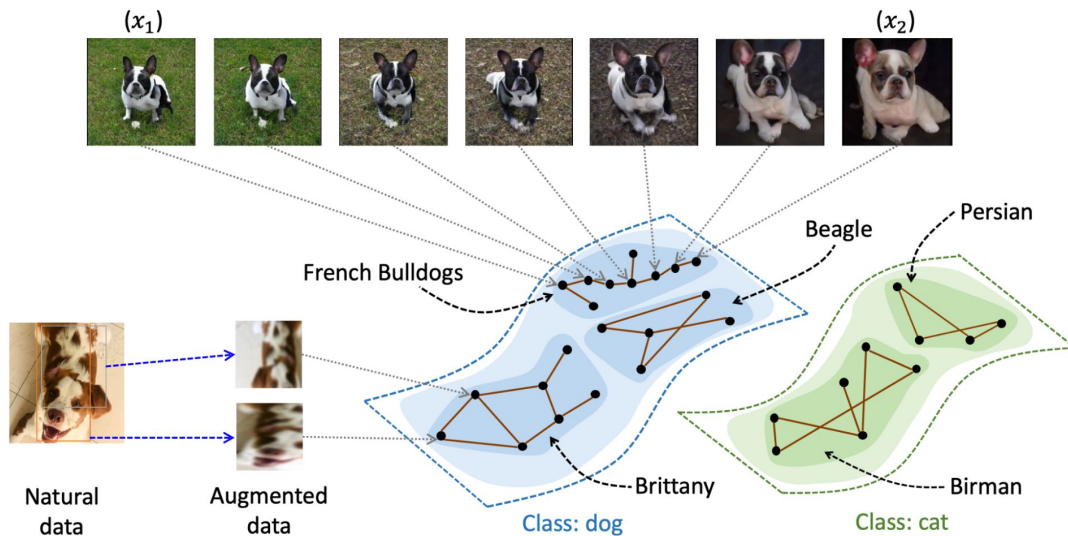 (x₁)
(x₂)
Persian
Beagle
French Bulldogs
Brittany
Birman
Natural
data
Augmented
data
Class: dog
Class: cat